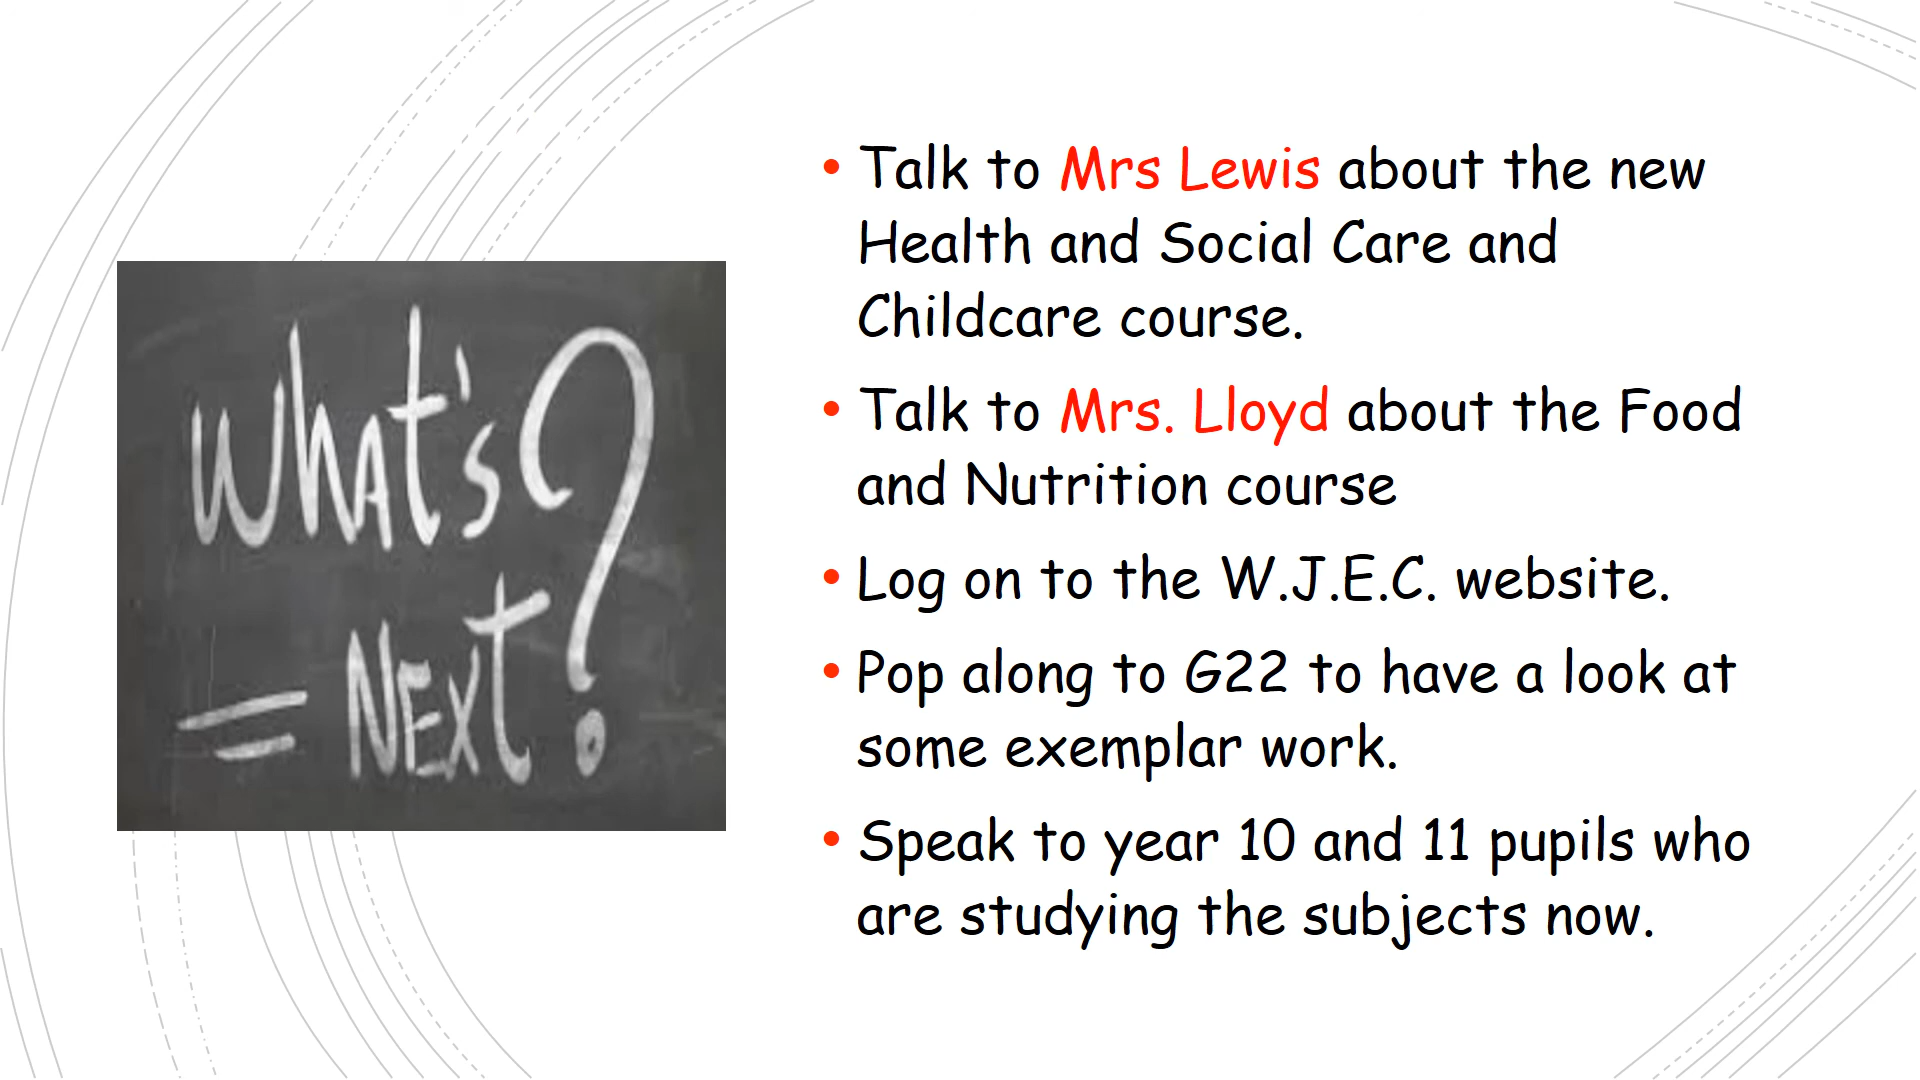 What's
= NExt?
• Talk to Mrs Lewis about the new
Health and Social Care and
Childcare course.
• Talk to Mrs. Lloyd about the Food
and Nutrition course
• Log on to the W.J.E.C. website.
• Pop along to G22 to have a look at
some exemplar work.
• Speak to year 10 and 11 pupils who
are studying the subjects now.